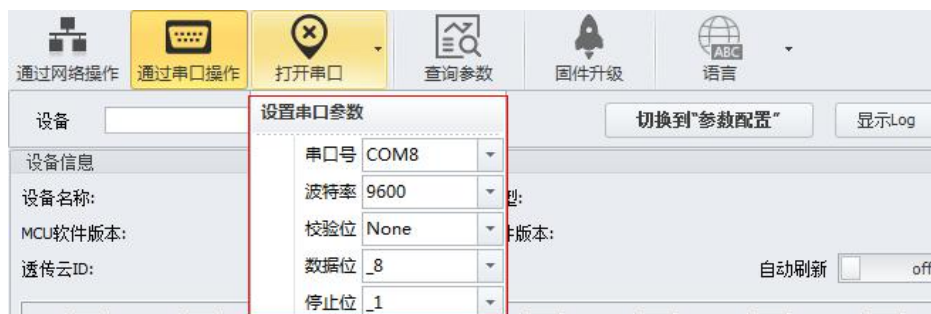 通过网络操作 通过串口操作 打开串口 查询参数 固件升级 ABC 语言
设备 切换到"参数配置" 显示Log
设置串口参数
串口号 COM8
设备信息
波特率 9600
设备名称: 型:
校验位 None
MCU软件版本: 件版本:
数据位 _8
透传云ID: 自动刷新 off
停止位 _1